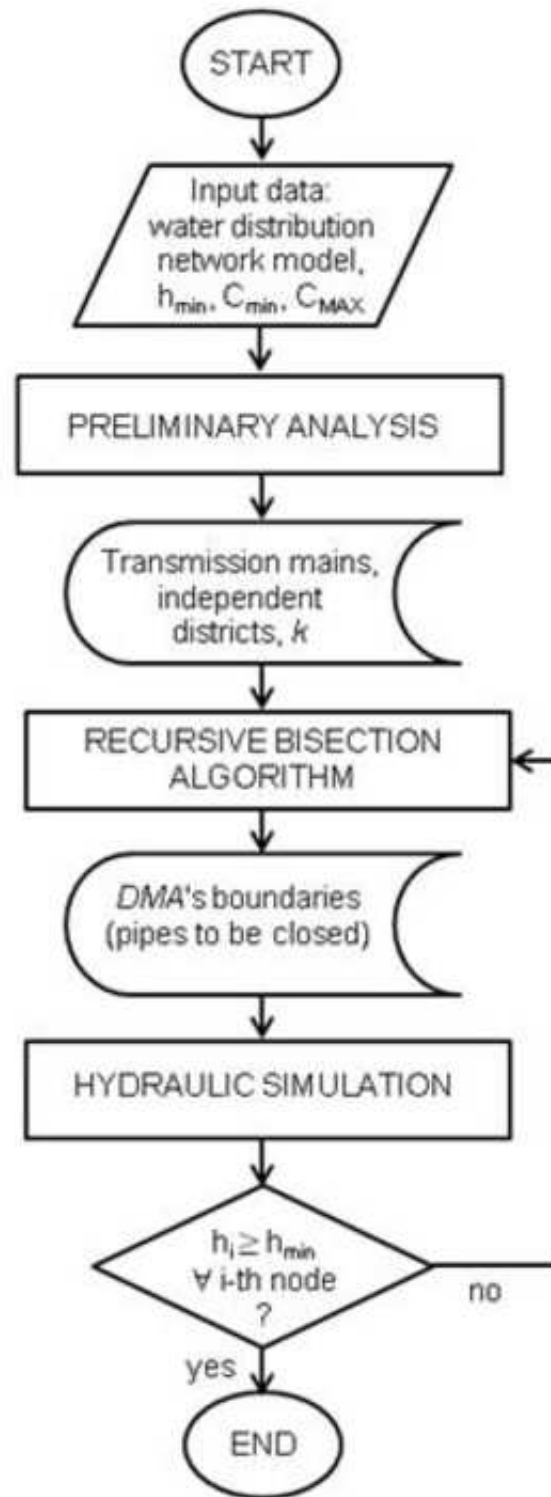 START
Input data:
water distribution
network model,
hmin, Cmin, CMAX
PRELIMINARY ANALYSIS
Transmission mains,
independent
districts, k
RECURSIVE BISECTION
ALGORITHM
DMA's boundaries
(pipes to be closed)
HYDRAULIC SIMULATION
hi ≥ hmin
∀ i-th node
?
no
yes
END